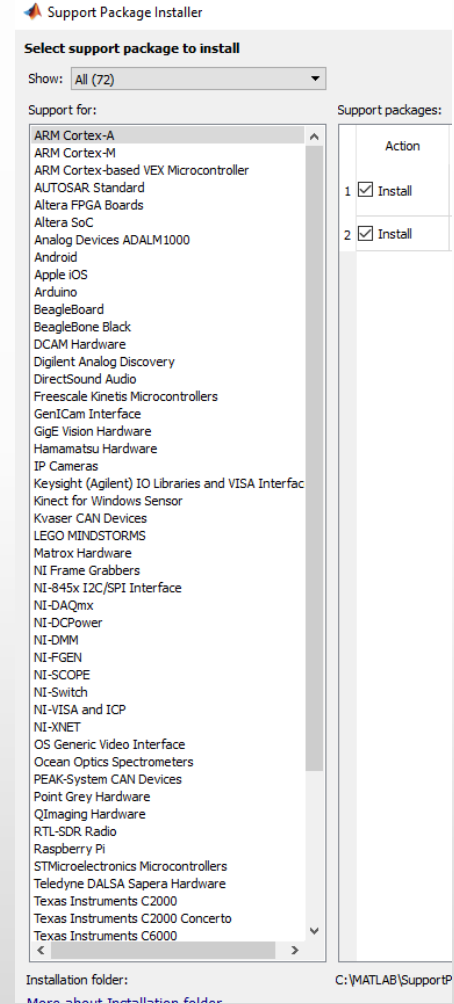 Support Package Installer
Select support package to install
Show: All (72)
Support for:
Support packages:
ARM Cortex-A
ARM Cortex-M
ARM Cortex-based VEX Microcontroller
AUTOSAR Standard
Altera FPGA Boards
Altera SoC
Analog Devices ADALM1000
Android
Apple iOS
Arduino
BeagleBoard
BeagleBone Black
DCAM Hardware
Digilent Analog Discovery
DirectSound Audio
Freescale Kinetis Microcontrollers
GenICam Interface
GigE Vision Hardware
Hamamatsu Hardware
IP Cameras
Keysight (Agilent) IO Libraries and VISA Interfac
Kinect for Windows Sensor
Kvaser CAN Devices
LEGO MINDSTORMS
Matrox Hardware
NI Frame Grabbers
NI-845x I2C/SPI Interface
NI-DAQmx
NI-DCPower
NI-DMM
NI-FGEN
NI-SCOPE
NI-Switch
NI-VISA and ICP
NI-XNET
OS Generic Video Interface
Ocean Optics Spectrometers
PEAK-System CAN Devices
Point Grey Hardware
QImaging Hardware
RTL-SDR Radio
Raspberry Pi
STMicroelectronics Microcontrollers
Teledyne DALSA Sapera Hardware
Texas Instruments C2000
Texas Instruments C2000 Concerto
Texas Instruments C6000
Action
1 Install
2 Install
Installation folder:
C:\MATLAB\SupportP
More about Installation folder